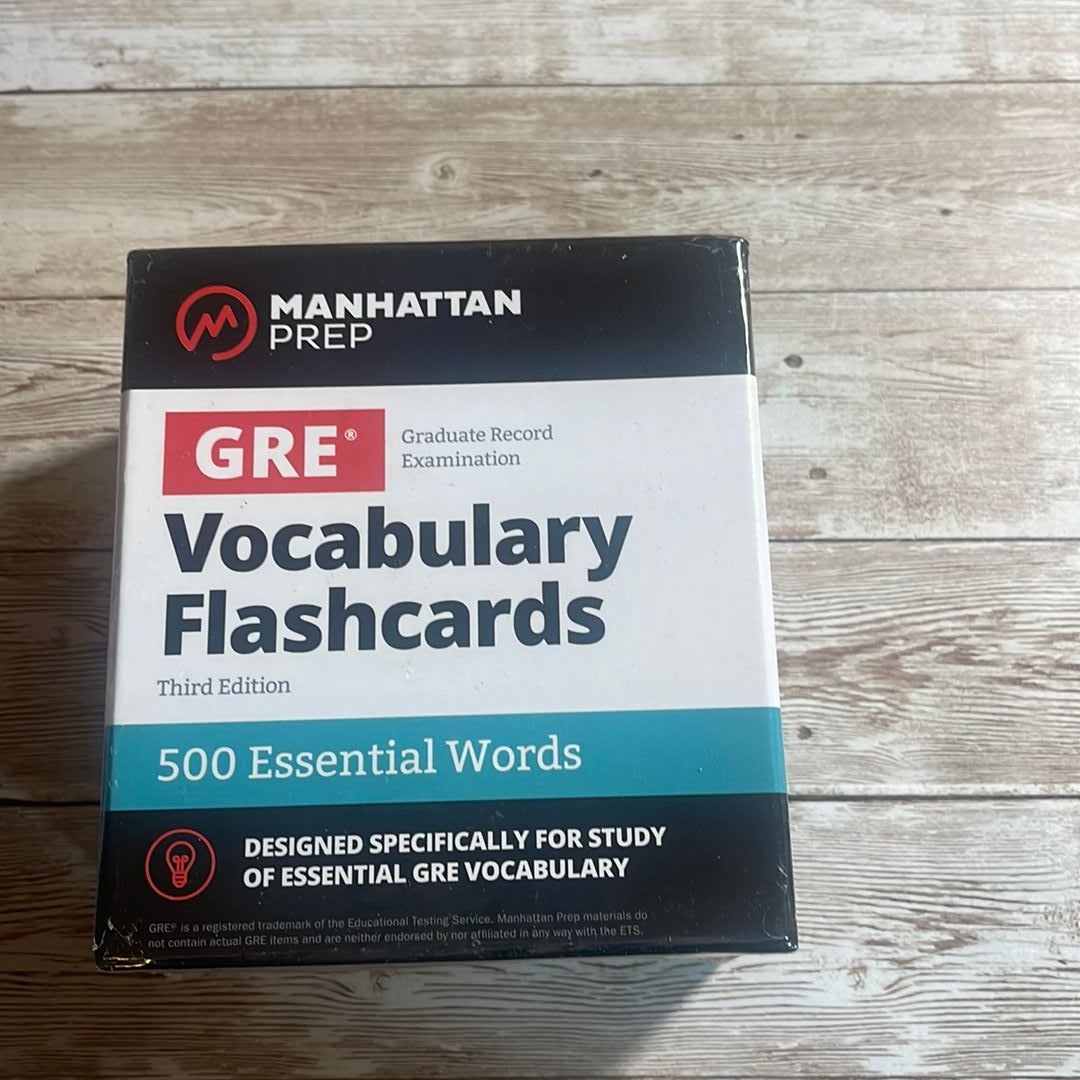 MANHATTAN
PREP
GRE®
Graduate Record
Examination
Vocabulary
Flashcards
Third Edition
500 Essential Words
DESIGNED SPECIFICALLY FOR STUDY
OF ESSENTIAL GRE VOCABULARY
GRE® is a registered trademark of the Educational Testing Service. Manhattan Prep materials do
not contain actual GRE items and are neither endorsed by nor affiliated in any way with the ETS.